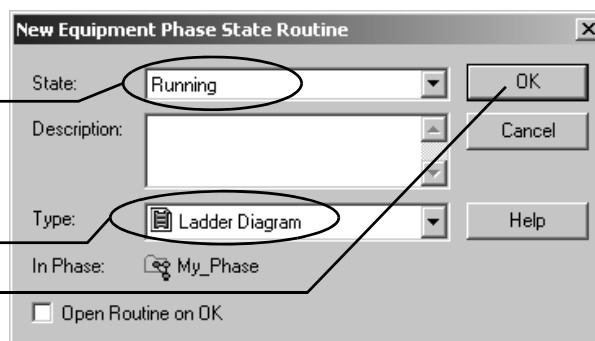 New Equipment Phase State Routine
State: Running OK
Description: Cancel
Type: Ladder Diagram Help
In Phase: My_Phase
Open Routine on OK